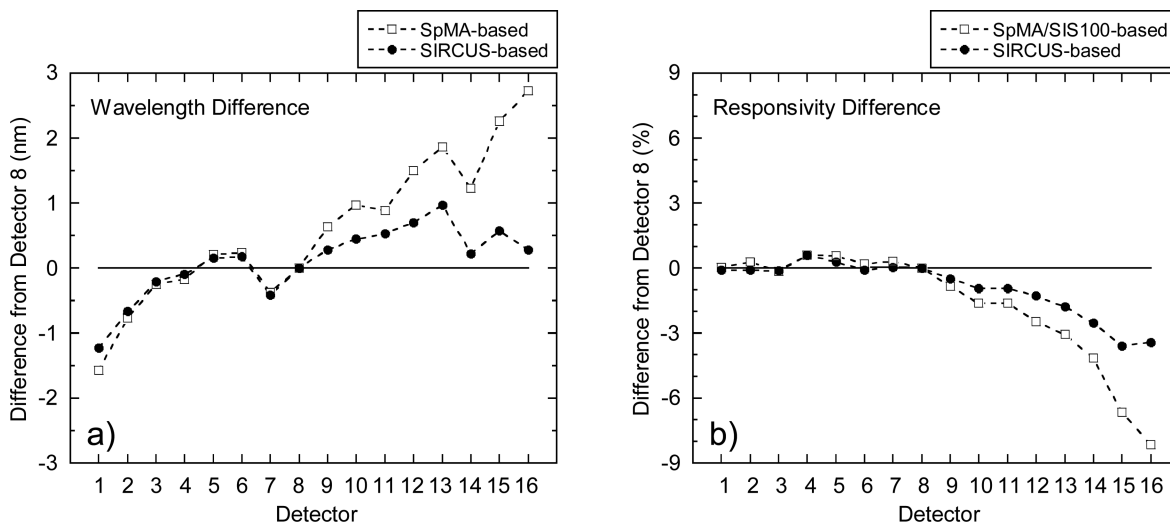 SpMA-based
SIRCUS-based
Wavelength Difference
Difference from Detector 8 (nm)
3
2
1
0
-1
-2
-3
a)
1 2 3 4 5 6 7 8 9 10 11 12 13 14 15 16
Detector
SpMA/SIS100-based
SIRCUS-based
Responsivity Difference
Difference from Detector 8 (%)
9
6
3
0
-3
-6
-9
b)
1 2 3 4 5 6 7 8 9 10 11 12 13 14 15 16
Detector